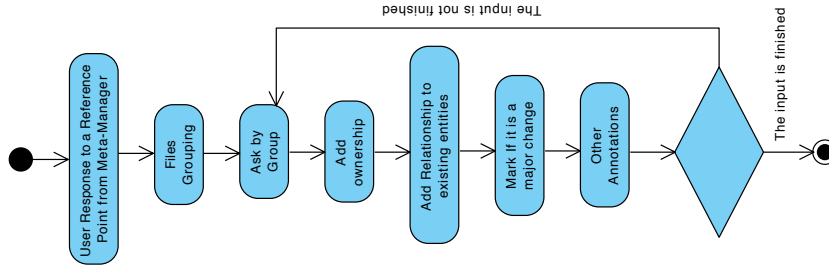 User Response to a Reference
Point from Meta-Manager
Files
Grouping
Ask by
Group
Add
ownership
Add Relationship to
existing entities
Mark If it is a
major change
Other
Annotations
The input is not finished
The input is finished